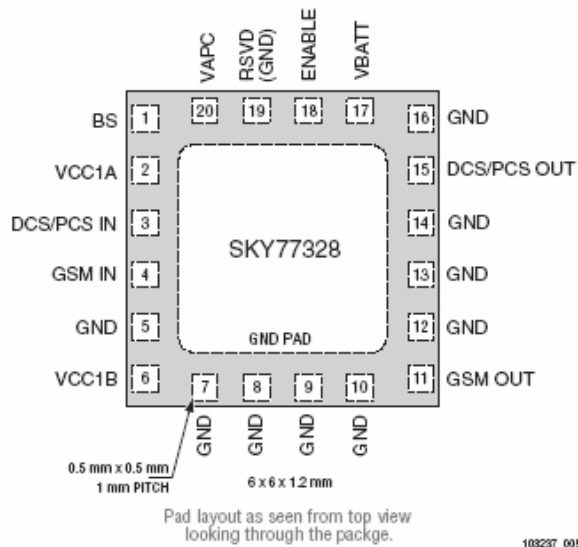 VAPC
RSVD
(GND)
ENABLE
VBATT
20
19
18
17
BS
1
16
GND
VCC1A
2
15
DCS/PCS OUT
DCS/PCS IN
3
14
GND
SKY77328
GSM IN
4
13
GND
GND
5
12
GND
GND PAD
VCC1B
6
11
GSM OUT
7
8
9
10
GND
GND
GND
GND
0.5 mm x 0.5 mm
1 mm PITCH
6 x 6 x 1.2 mm
Pad layout as seen from top view
looking through the packge.
103237_005